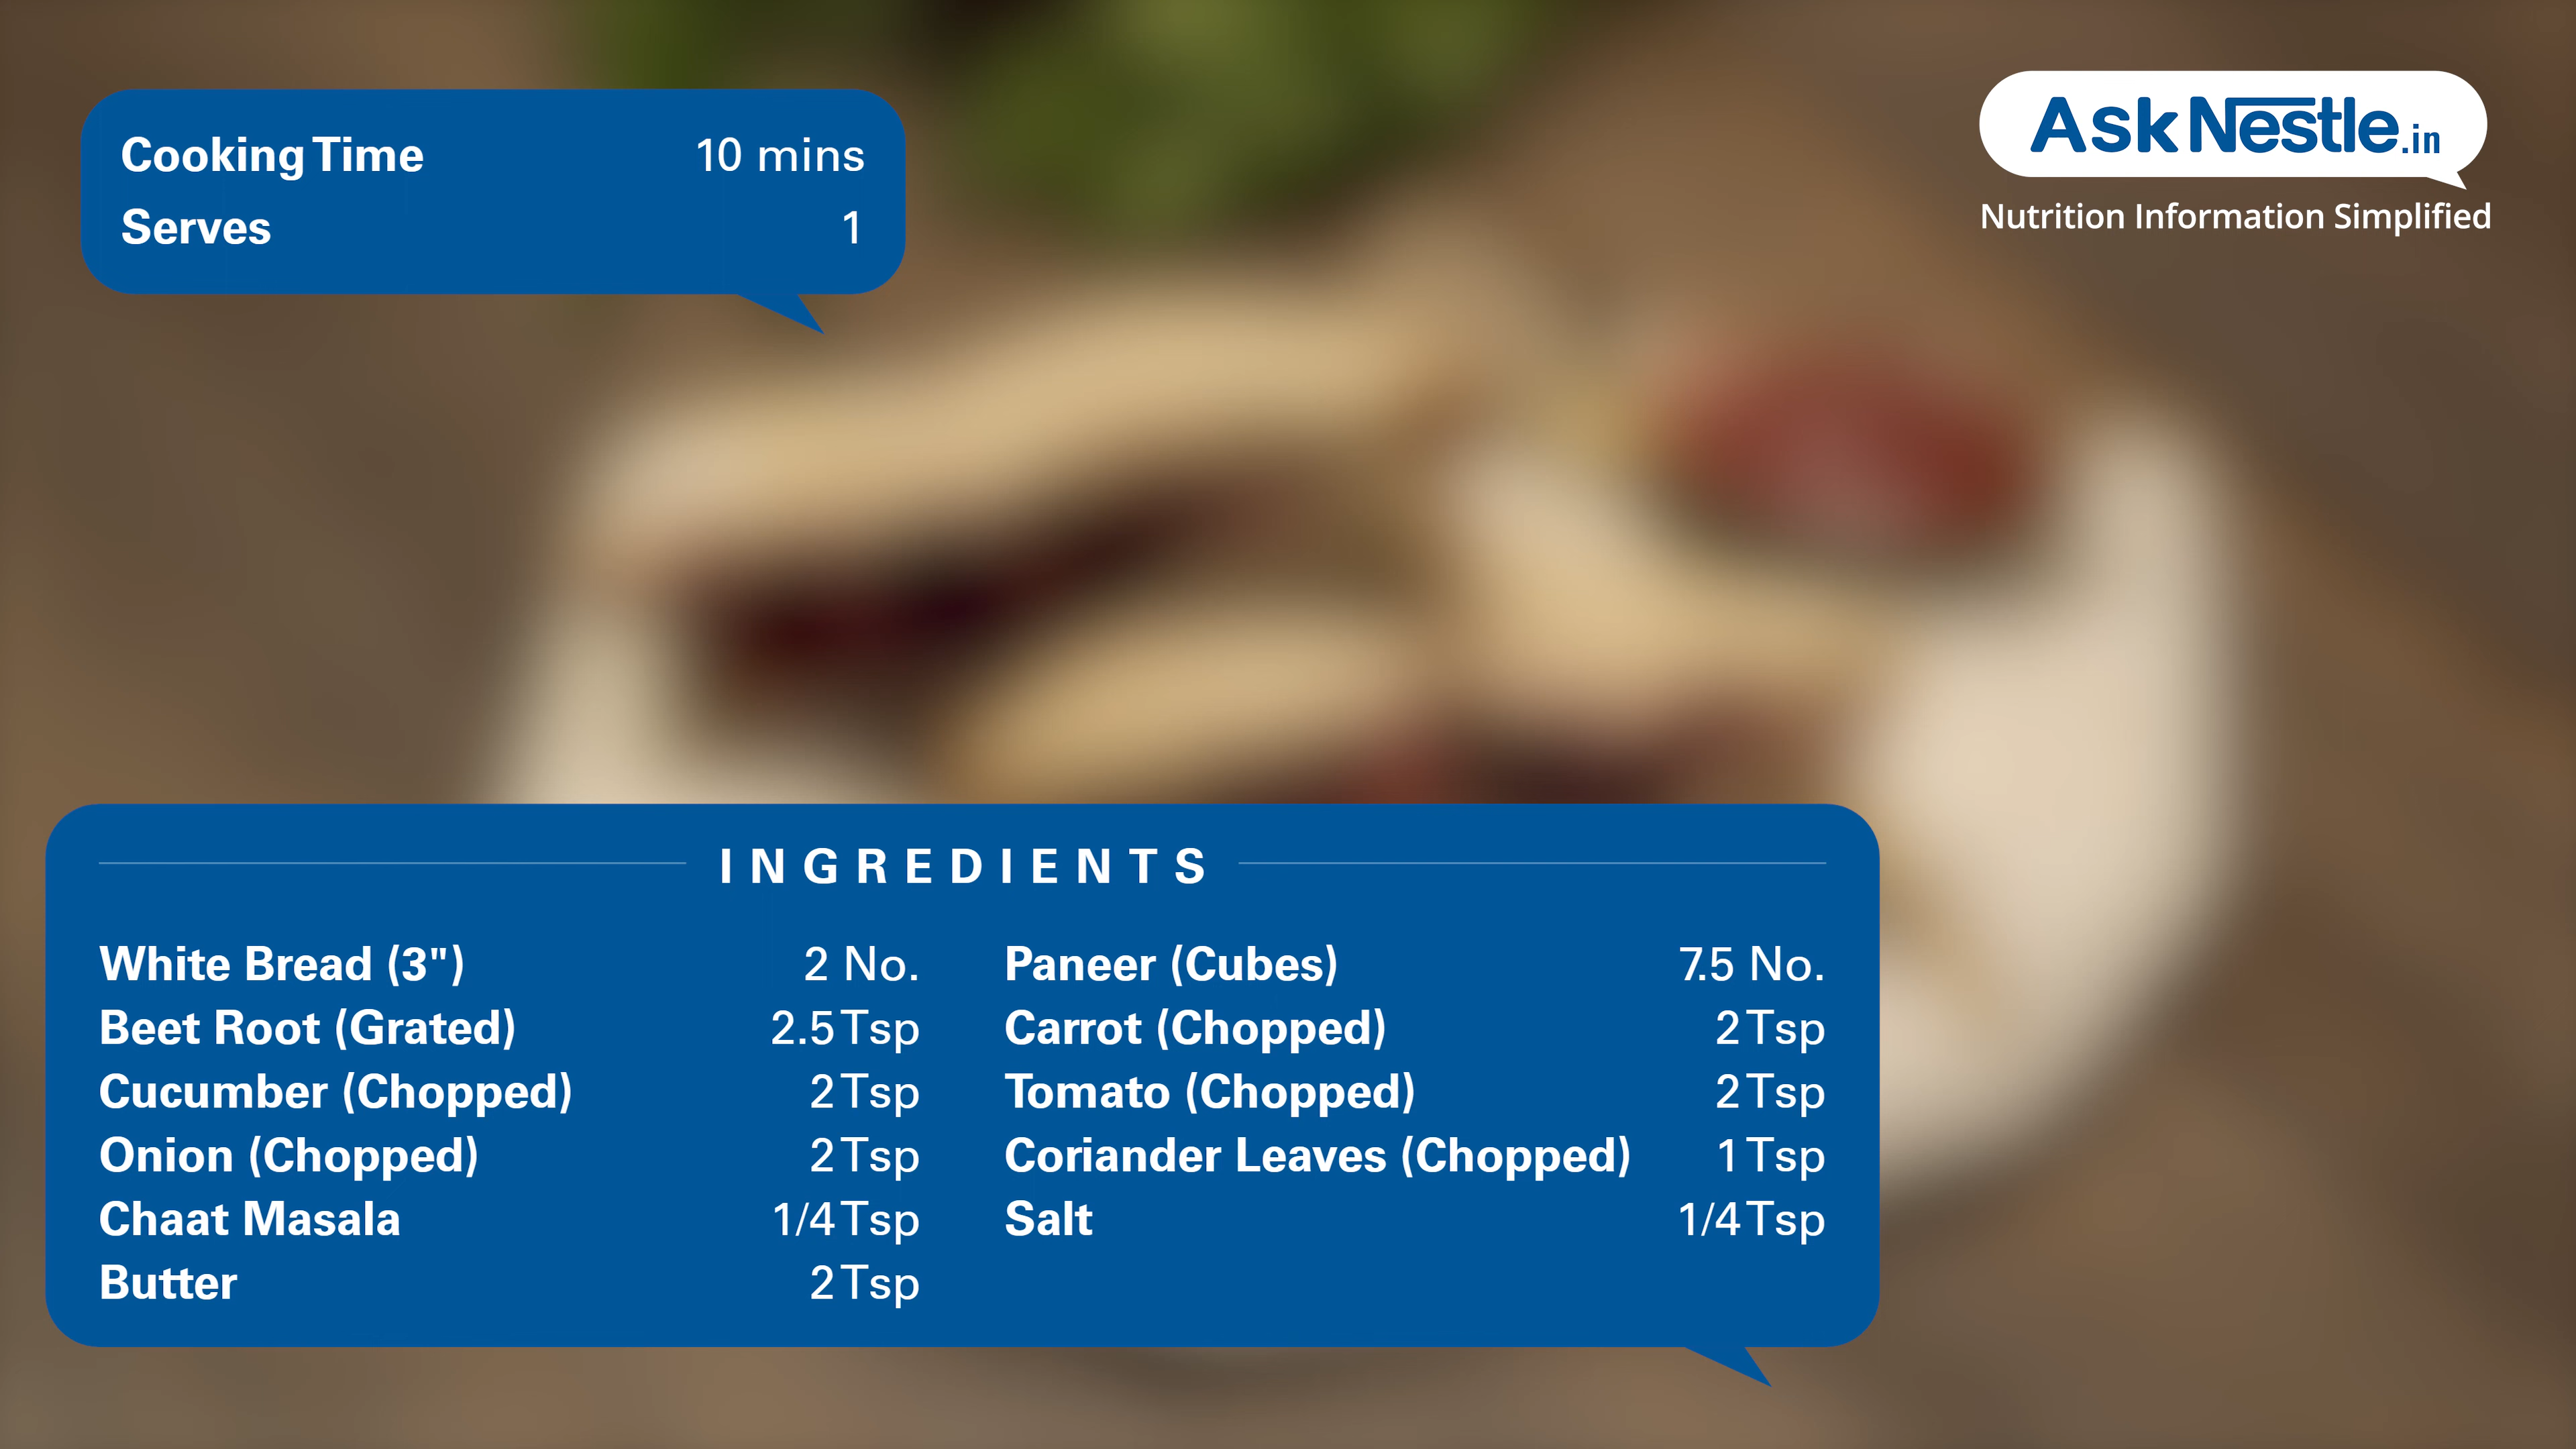 Cooking Time 10 mins
Serves 1
AskNestle.in
Nutrition Information Simplified
INGREDIENTS
White Bread (3") 2 No.
Beet Root (Grated) 2.5 Tsp
Cucumber (Chopped) 2 Tsp
Onion (Chopped) 2 Tsp
Chaat Masala 1/4 Tsp
Butter 2 Tsp
Paneer (Cubes) 7.5 No.
Carrot (Chopped) 2 Tsp
Tomato (Chopped) 2 Tsp
Coriander Leaves (Chopped) 1 Tsp
Salt 1/4 Tsp